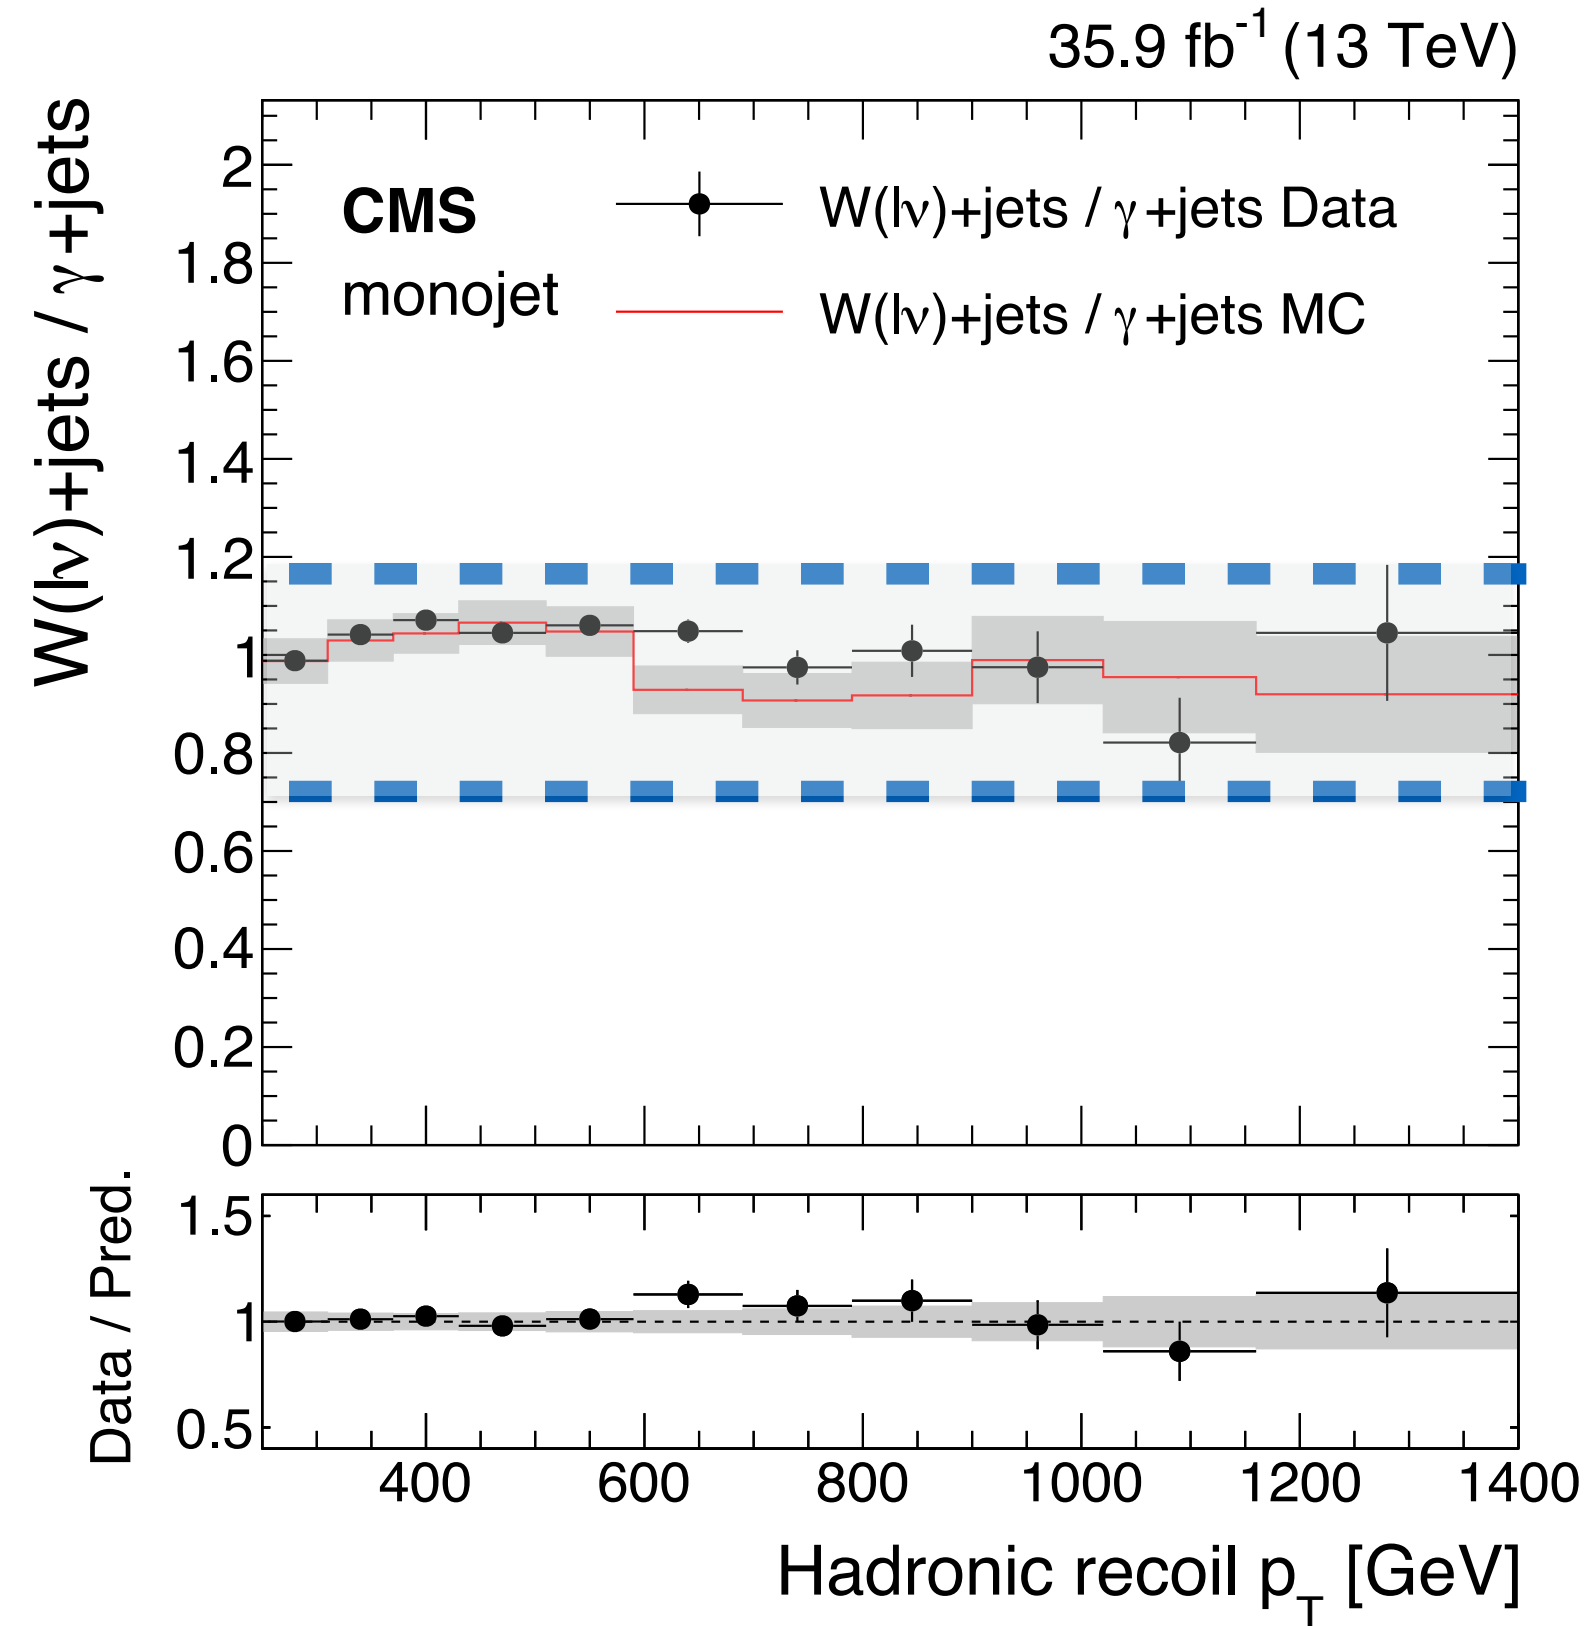 35.9 fb⁻¹ (13 TeV)
W(lν)+jets / γ+jets
CMS
monojet
W(lν)+jets / γ+jets Data
W(lν)+jets / γ+jets MC
2
1.8
1.6
1.4
1.2
1
0.8
0.6
0.4
0.2
0
Data / Pred.
1.5
1
0.5
400 600 800 1000 1200 1400
Hadronic recoil p_T [GeV]